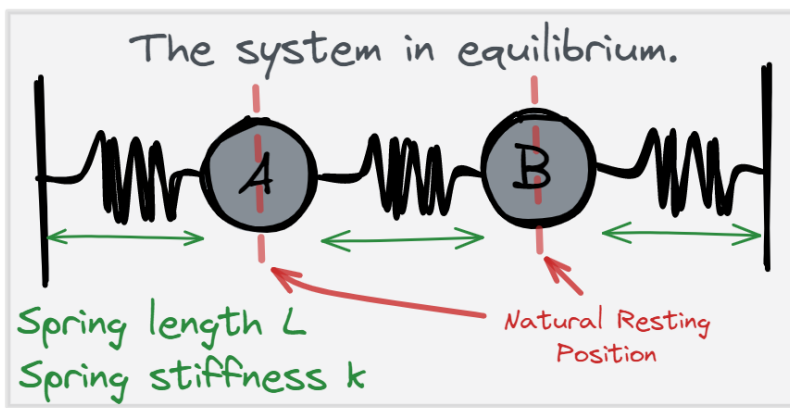 The system in equilibrium.
A
B
Spring length L
Spring stiffness k
Natural Resting
Position